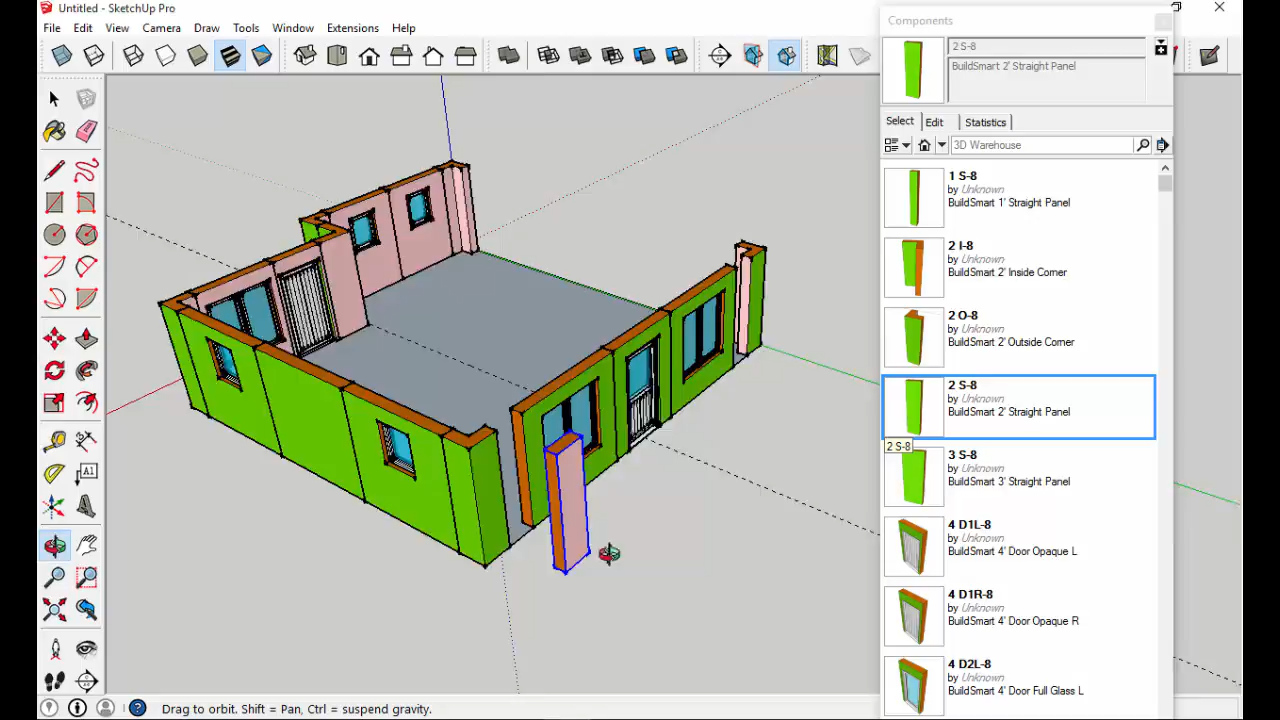 Untitled - SketchUp Pro
File Edit View Camera Draw Tools Window Extensions Help
Components
2 S-8
BuildSmart 2' Straight Panel
Select Edit Statistics
3D Warehouse
1 S-8
by Unknown
BuildSmart 1' Straight Panel
2 I-8
by Unknown
BuildSmart 2' Inside Corner
2 O-8
by Unknown
BuildSmart 2' Outside Corner
2 S-8
by Unknown
BuildSmart 2' Straight Panel
2 S-8
3 S-8
by Unknown
BuildSmart 3' Straight Panel
4 D1L-8
by Unknown
BuildSmart 4' Door Opaque L
4 D1R-8
by Unknown
BuildSmart 4' Door Opaque R
4 D2L-8
by Unknown
BuildSmart 4' Door Full Glass L
A1
Drag to orbit. Shift = Pan, Ctrl = suspend gravity.